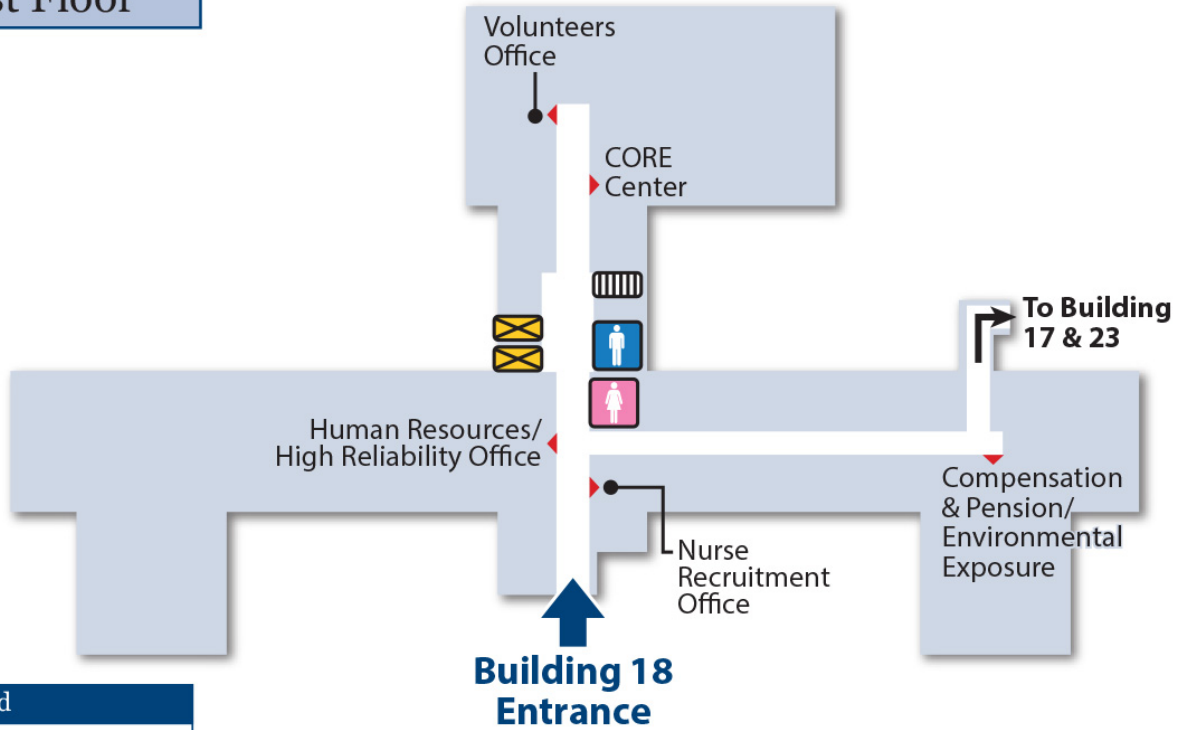 Floor
Volunteers
Office
CORE
Center
To Building
17 & 23
Human Resources/
High Reliability Office
Compensation
& Pension/
Environmental
Exposure
Nurse
Recruitment
Office
Building 18
Entrance